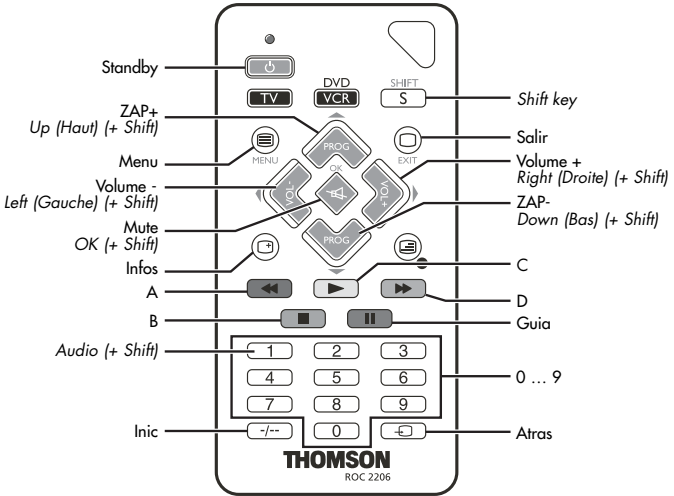 Standby
TV
DVD
VCR
SHIFT
S
Shift key
ZAP+
Up (Haut) (+ Shift)
PROG
Salir
Menu
MENU
OK
EXIT
Volume +
Right (Droite) (+ Shift)
Volume -
Left (Gauche) (+ Shift)
VOL-
VOL+
ZAP-
Down (Bas) (+ Shift)
Mute
OK (+ Shift)
PROG
Infos
C
A
D
B
Guia
Audio (+ Shift)
1 2 3
4 5 6
0 ... 9
7 8 9
Inic
-/-- 0
Atras
THOMSON
ROC 2206